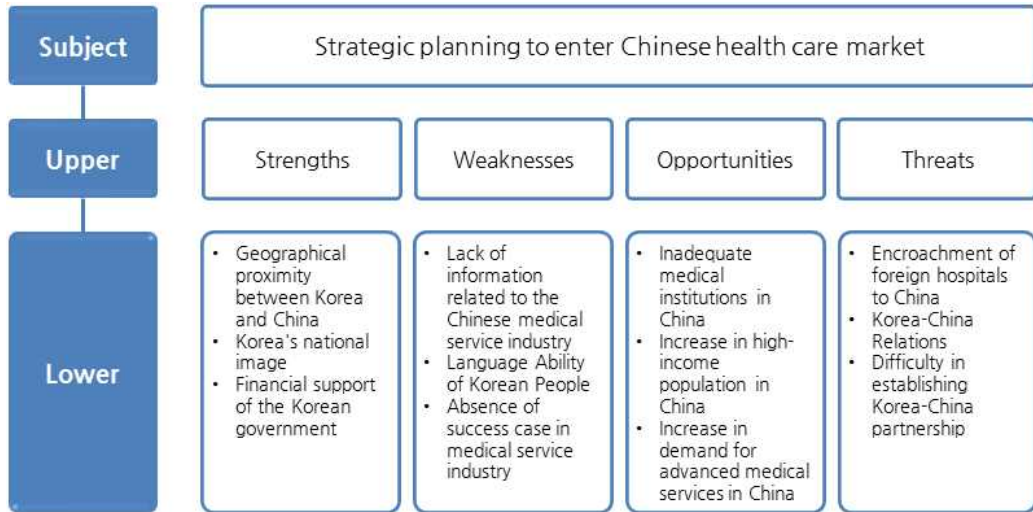 Subject
Strategic planning to enter Chinese health care market
Upper
Strengths
Weaknesses
Opportunities
Threats
Lower
• Geographical
proximity
between Korea
and China
• Korea's national
image
• Financial support
of the Korean
government
• Lack of
information
related to the
Chinese medical
service industry
• Language Ability
of Korean People
• Absence of
success case in
medical service
industry
• Inadequate
medical
institutions in
China
• Increase in high-
income
population in
China
• Increase in
demand for
advanced medical
services in China
• Encroachment of
foreign hospitals
to China
• Korea-China
Relations
• Difficulty in
establishing
Korea-China
partnership